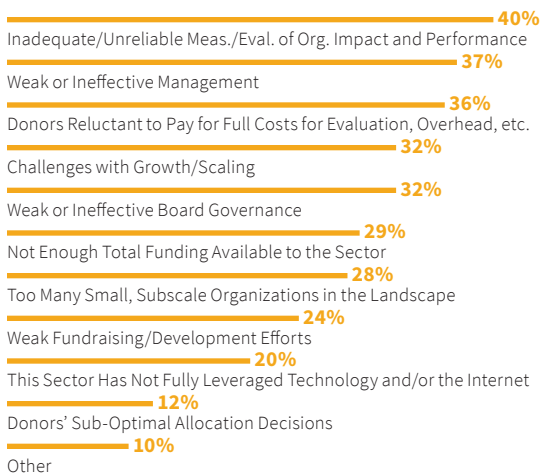 40%
Inadequate/Unreliable Meas./Eval. of Org. Impact and Performance
37%
Weak or Ineffective Management
36%
Donors Reluctant to Pay for Full Costs for Evaluation, Overhead, etc.
32%
Challenges with Growth/Scaling
32%
Weak or Ineffective Board Governance
29%
Not Enough Total Funding Available to the Sector
28%
Too Many Small, Subscale Organizations in the Landscape
24%
Weak Fundraising/Development Efforts
20%
This Sector Has Not Fully Leveraged Technology and/or the Internet
12%
Donors’ Sub-Optimal Allocation Decisions
10%
Other